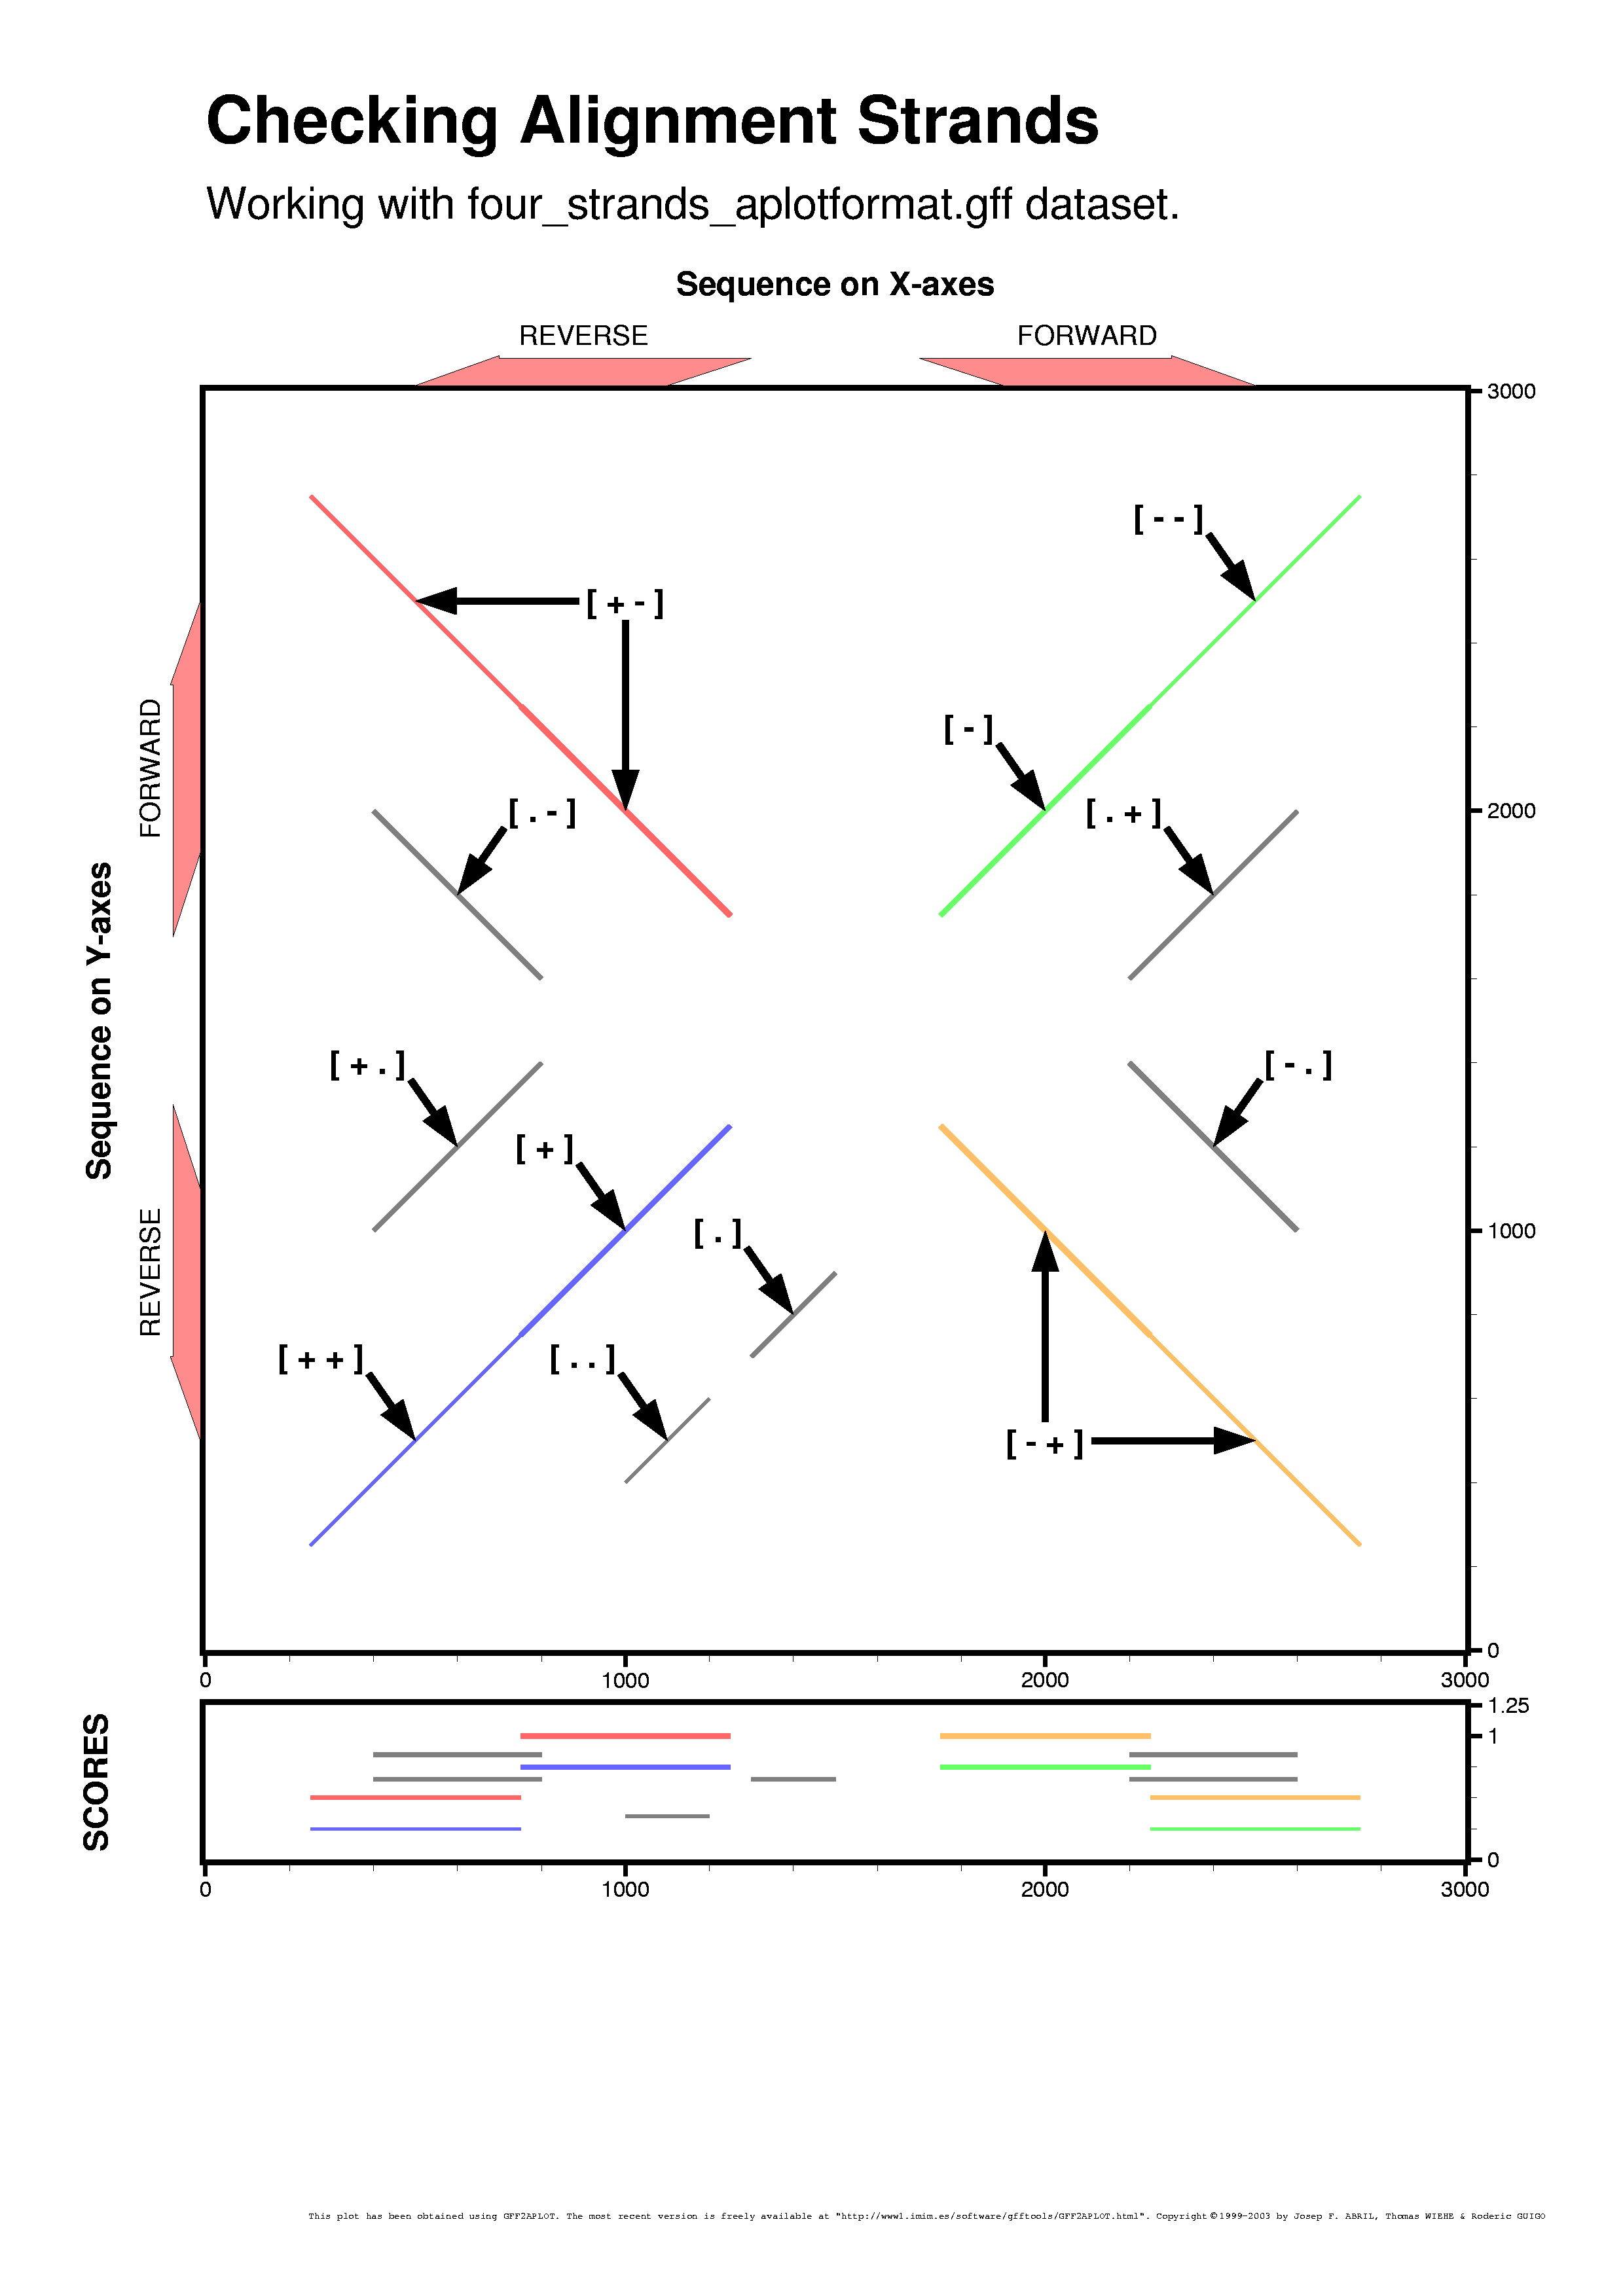 Checking Alignment Strands
Working with four_strands_aplotformat.gff dataset.
Sequence on X-axes
REVERSE FORWARD
3000
[ - - ]
[ + - ]
[ - ]
[ . - ]
[ . + ]
2000
FORWARD
Sequence on Y-axes
[ + . ]
[ - . ]
[ + ]
[ . ]
1000
REVERSE
[ + + ]
[ . . ]
[ - + ]
0
0 1000 2000 3000
SCORES
1.25
1
0
0 1000 2000 3000
This plot has been obtained using GFF2APLOT. The most recent version is freely available at "http://www1.imim.es/software/gfftools/GFF2APLOT.html". Copyright ©1999-2003 by Josep F. ABRIL, Thomas WIEHE & Roderic GUIGO